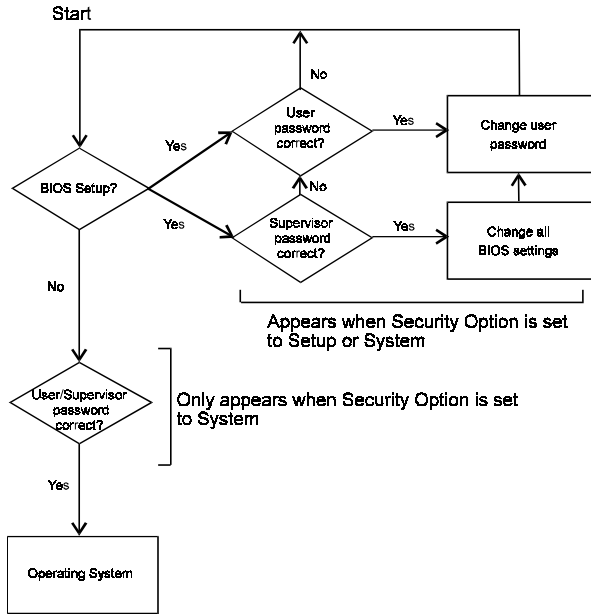 Start
No
User
password
correct?
Yes
Yes
Change user
password
BIOS Setup?
No
Yes
Supervisor
password
correct?
Yes
Change all
BIOS settings
No
Appears when Security Option is set
to Setup or System
User/Supervisor
password
correct?
Only appears when Security Option is set
to System
Yes
Operating System